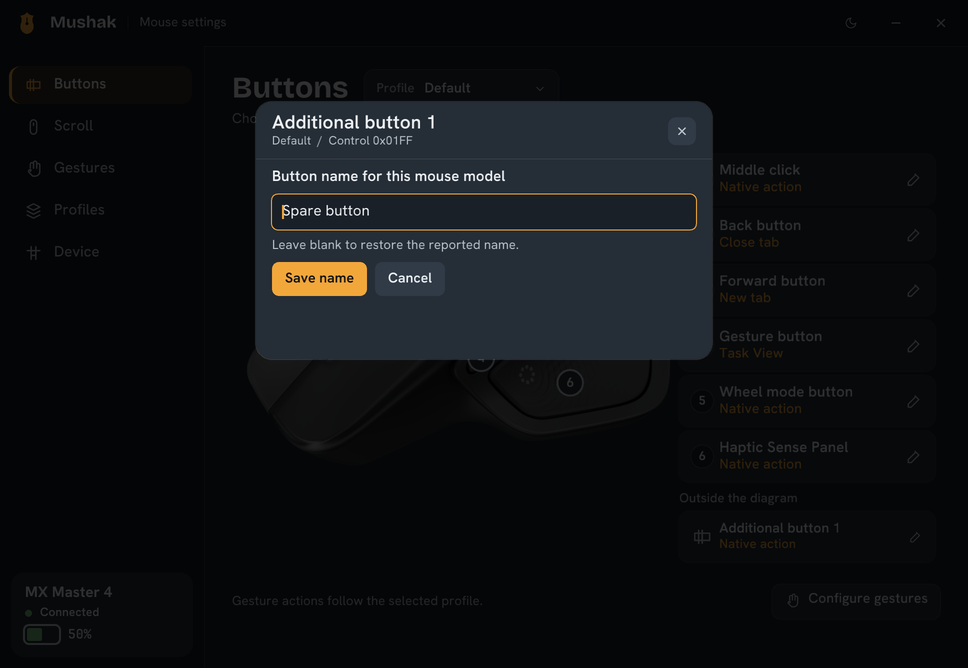 Mushak
Mouse settings
Buttons
Scroll
Gestures
Profiles
Device
MX Master 4
Connected
50%
Buttons
Profile Default
Cho
Additional button 1
Default / Control 0x01FF
Button name for this mouse model
Spare button
Leave blank to restore the reported name.
Save name
Cancel
6
Middle click
Native action
Back button
Close tab
Forward button
New tab
Gesture button
Task View
5
Wheel mode button
Native action
6
Haptic Sense Panel
Native action
Outside the diagram
Additional button 1
Native action
Gesture actions follow the selected profile.
Configure gestures